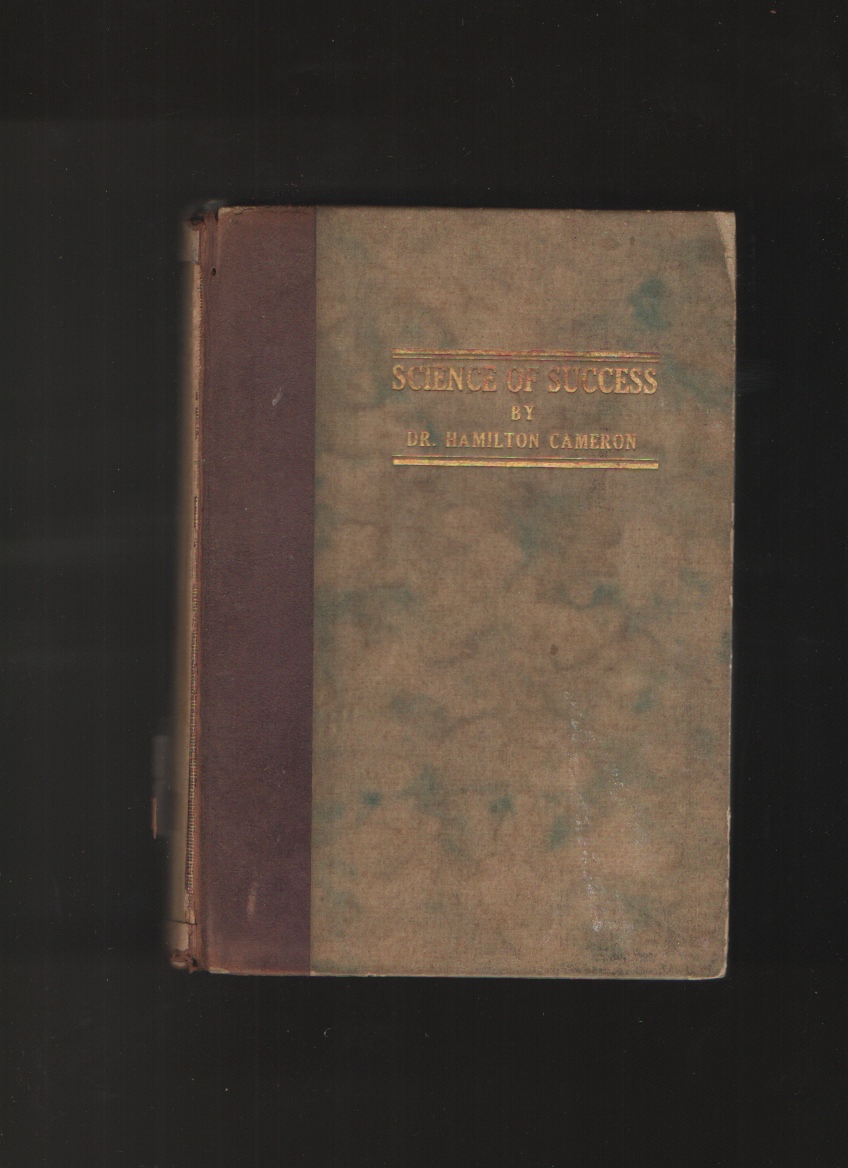 SCIENCE OF SUCCESS
BY
DR. HAMILTON CAMERON